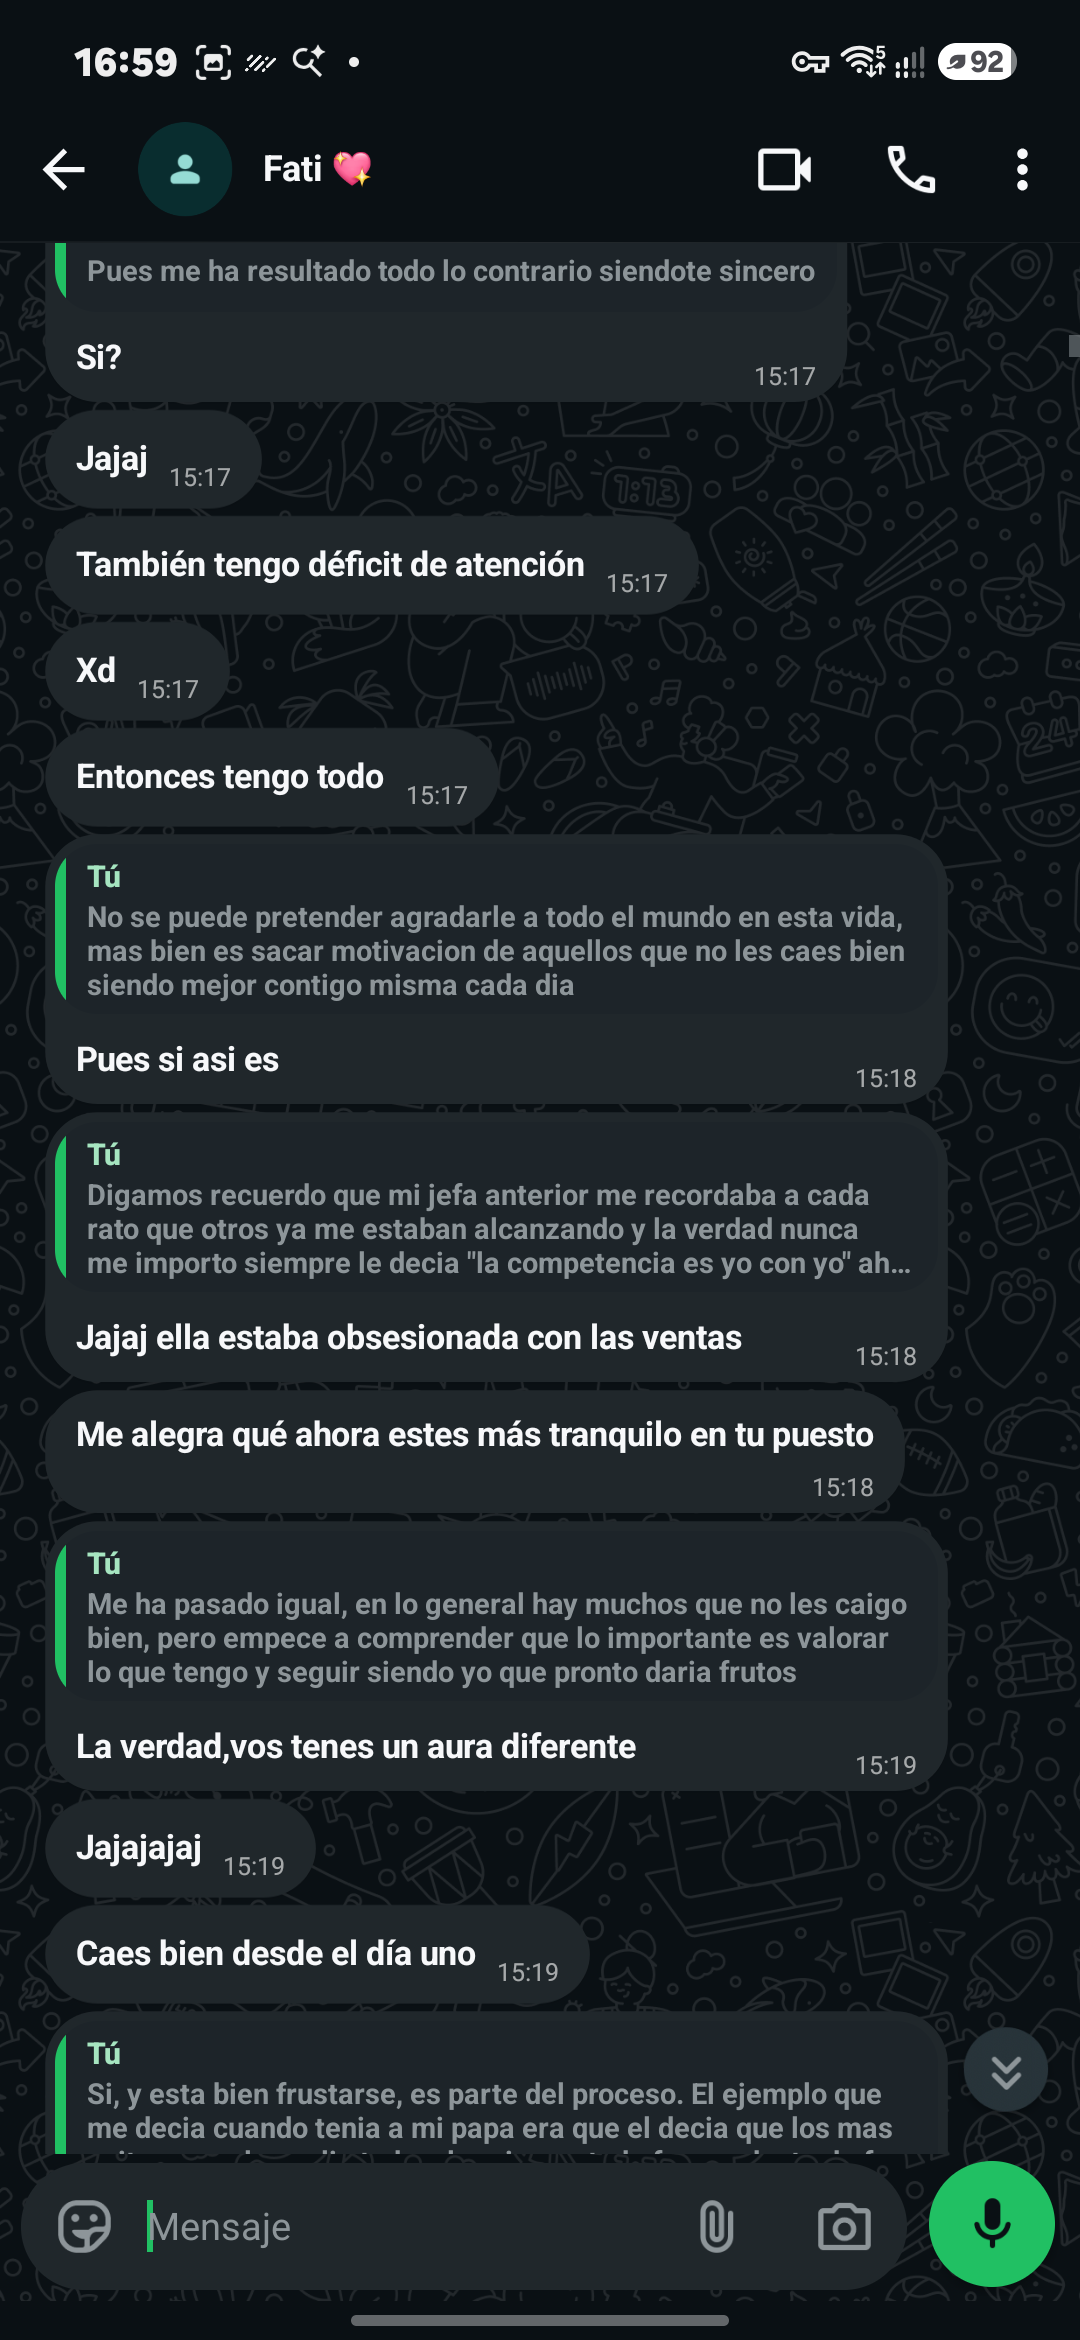 16:59
5
92
Fati
Pues me ha resultado todo lo contrario siendote sincero
Si?
15:17
Jajaj 15:17
También tengo déficit de atención 15:17
Xd 15:17
Entonces tengo todo 15:17
Tú
No se puede pretender agradarle a todo el mundo en esta vida,
mas bien es sacar motivacion de aquellos que no les caes bien
siendo mejor contigo misma cada dia
Pues si asi es
15:18
Tú
Digamos recuerdo que mi jefa anterior me recordaba a cada
rato que otros ya me estaban alcanzando y la verdad nunca
me importo siempre le decia "la competencia es yo con yo" ah...
Jajaj ella estaba obsesionada con las ventas
15:18
Me alegra qué ahora estes más tranquilo en tu puesto
15:18
Tú
Me ha pasado igual, en lo general hay muchos que no les caigo
bien, pero empece a comprender que lo importante es valorar
lo que tengo y seguir siendo yo que pronto daria frutos
La verdad,vos tenes un aura diferente
15:19
Jajajajaj 15:19
Caes bien desde el día uno 15:19
Tú
Si, y esta bien frustarse, es parte del proceso. El ejemplo que
me decia cuando tenia a mi papa era que el decia que los mas
Mensaje